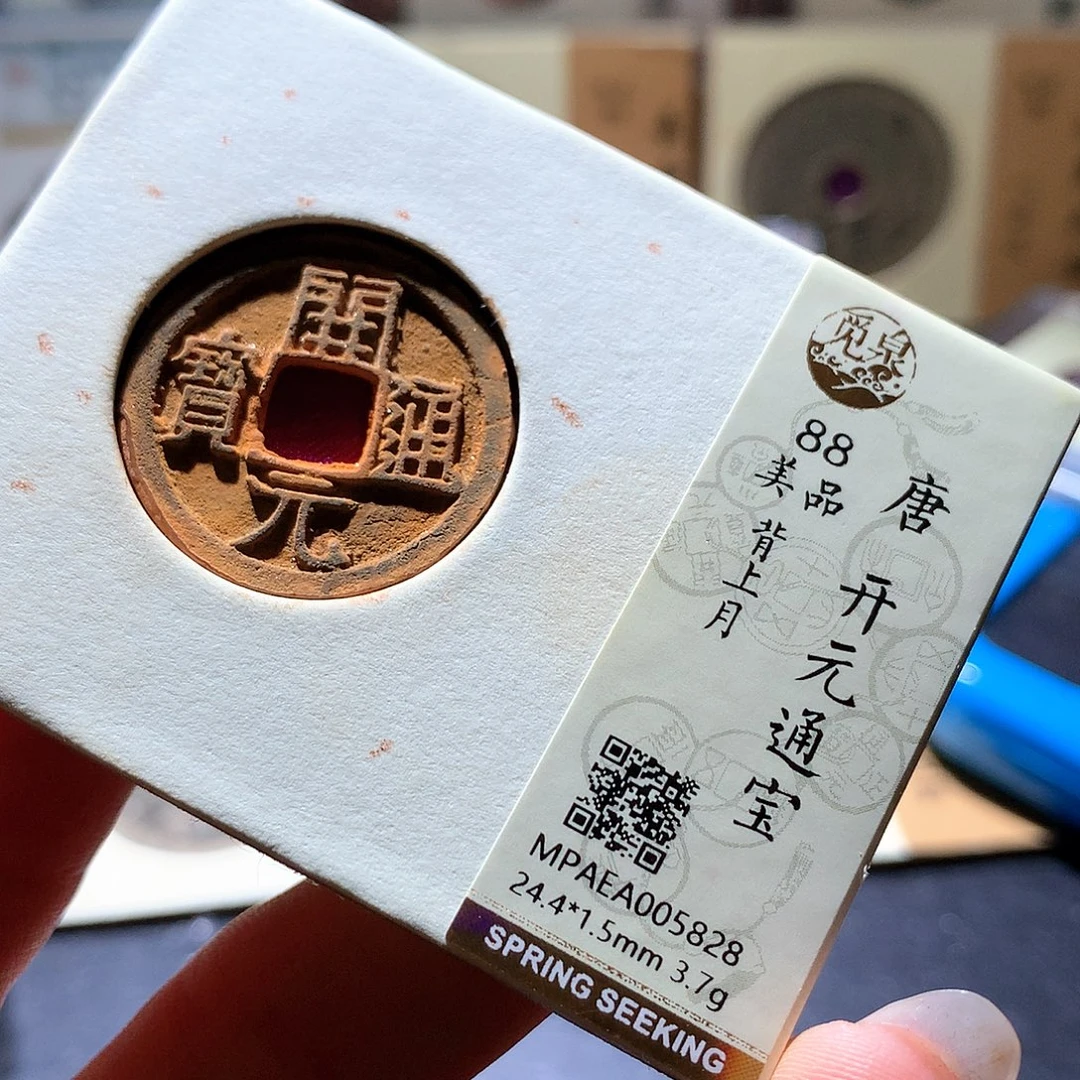 開
元
通
寶
觅泉
88
美品
背上月
唐 开元通宝
MPAEA005828
24.4*1.5mm 3.7g
SPRING SEEKING